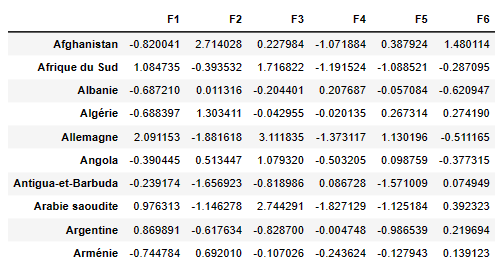 F1 F2 F3 F4 F5 F6
Afghanistan -0.820041 2.714028 0.227984 -1.071884 0.387924 1.480114
Afrique du Sud 1.084735 -0.393532 1.716822 -1.191524 -1.088521 -0.287095
Albanie -0.687210 0.011316 -0.204401 0.207687 -0.057084 -0.620947
Algérie -0.688397 1.303411 -0.042955 -0.020135 0.267314 0.274190
Allemagne 2.091153 -1.881618 3.111835 -1.373117 1.130196 -0.511165
Angola -0.390445 0.513447 1.079320 -0.503205 0.098759 -0.377315
Antigua-et-Barbuda -0.239174 -1.656923 -0.818986 0.086728 -1.571009 0.074949
Arabie saoudite 0.976313 -1.146278 2.744291 -1.827129 -1.125184 0.392323
Argentine 0.869891 -0.617634 -0.828700 -0.004748 -0.986539 0.219694
Arménie -0.744784 0.692010 -0.107026 -0.243624 -0.127943 0.139123